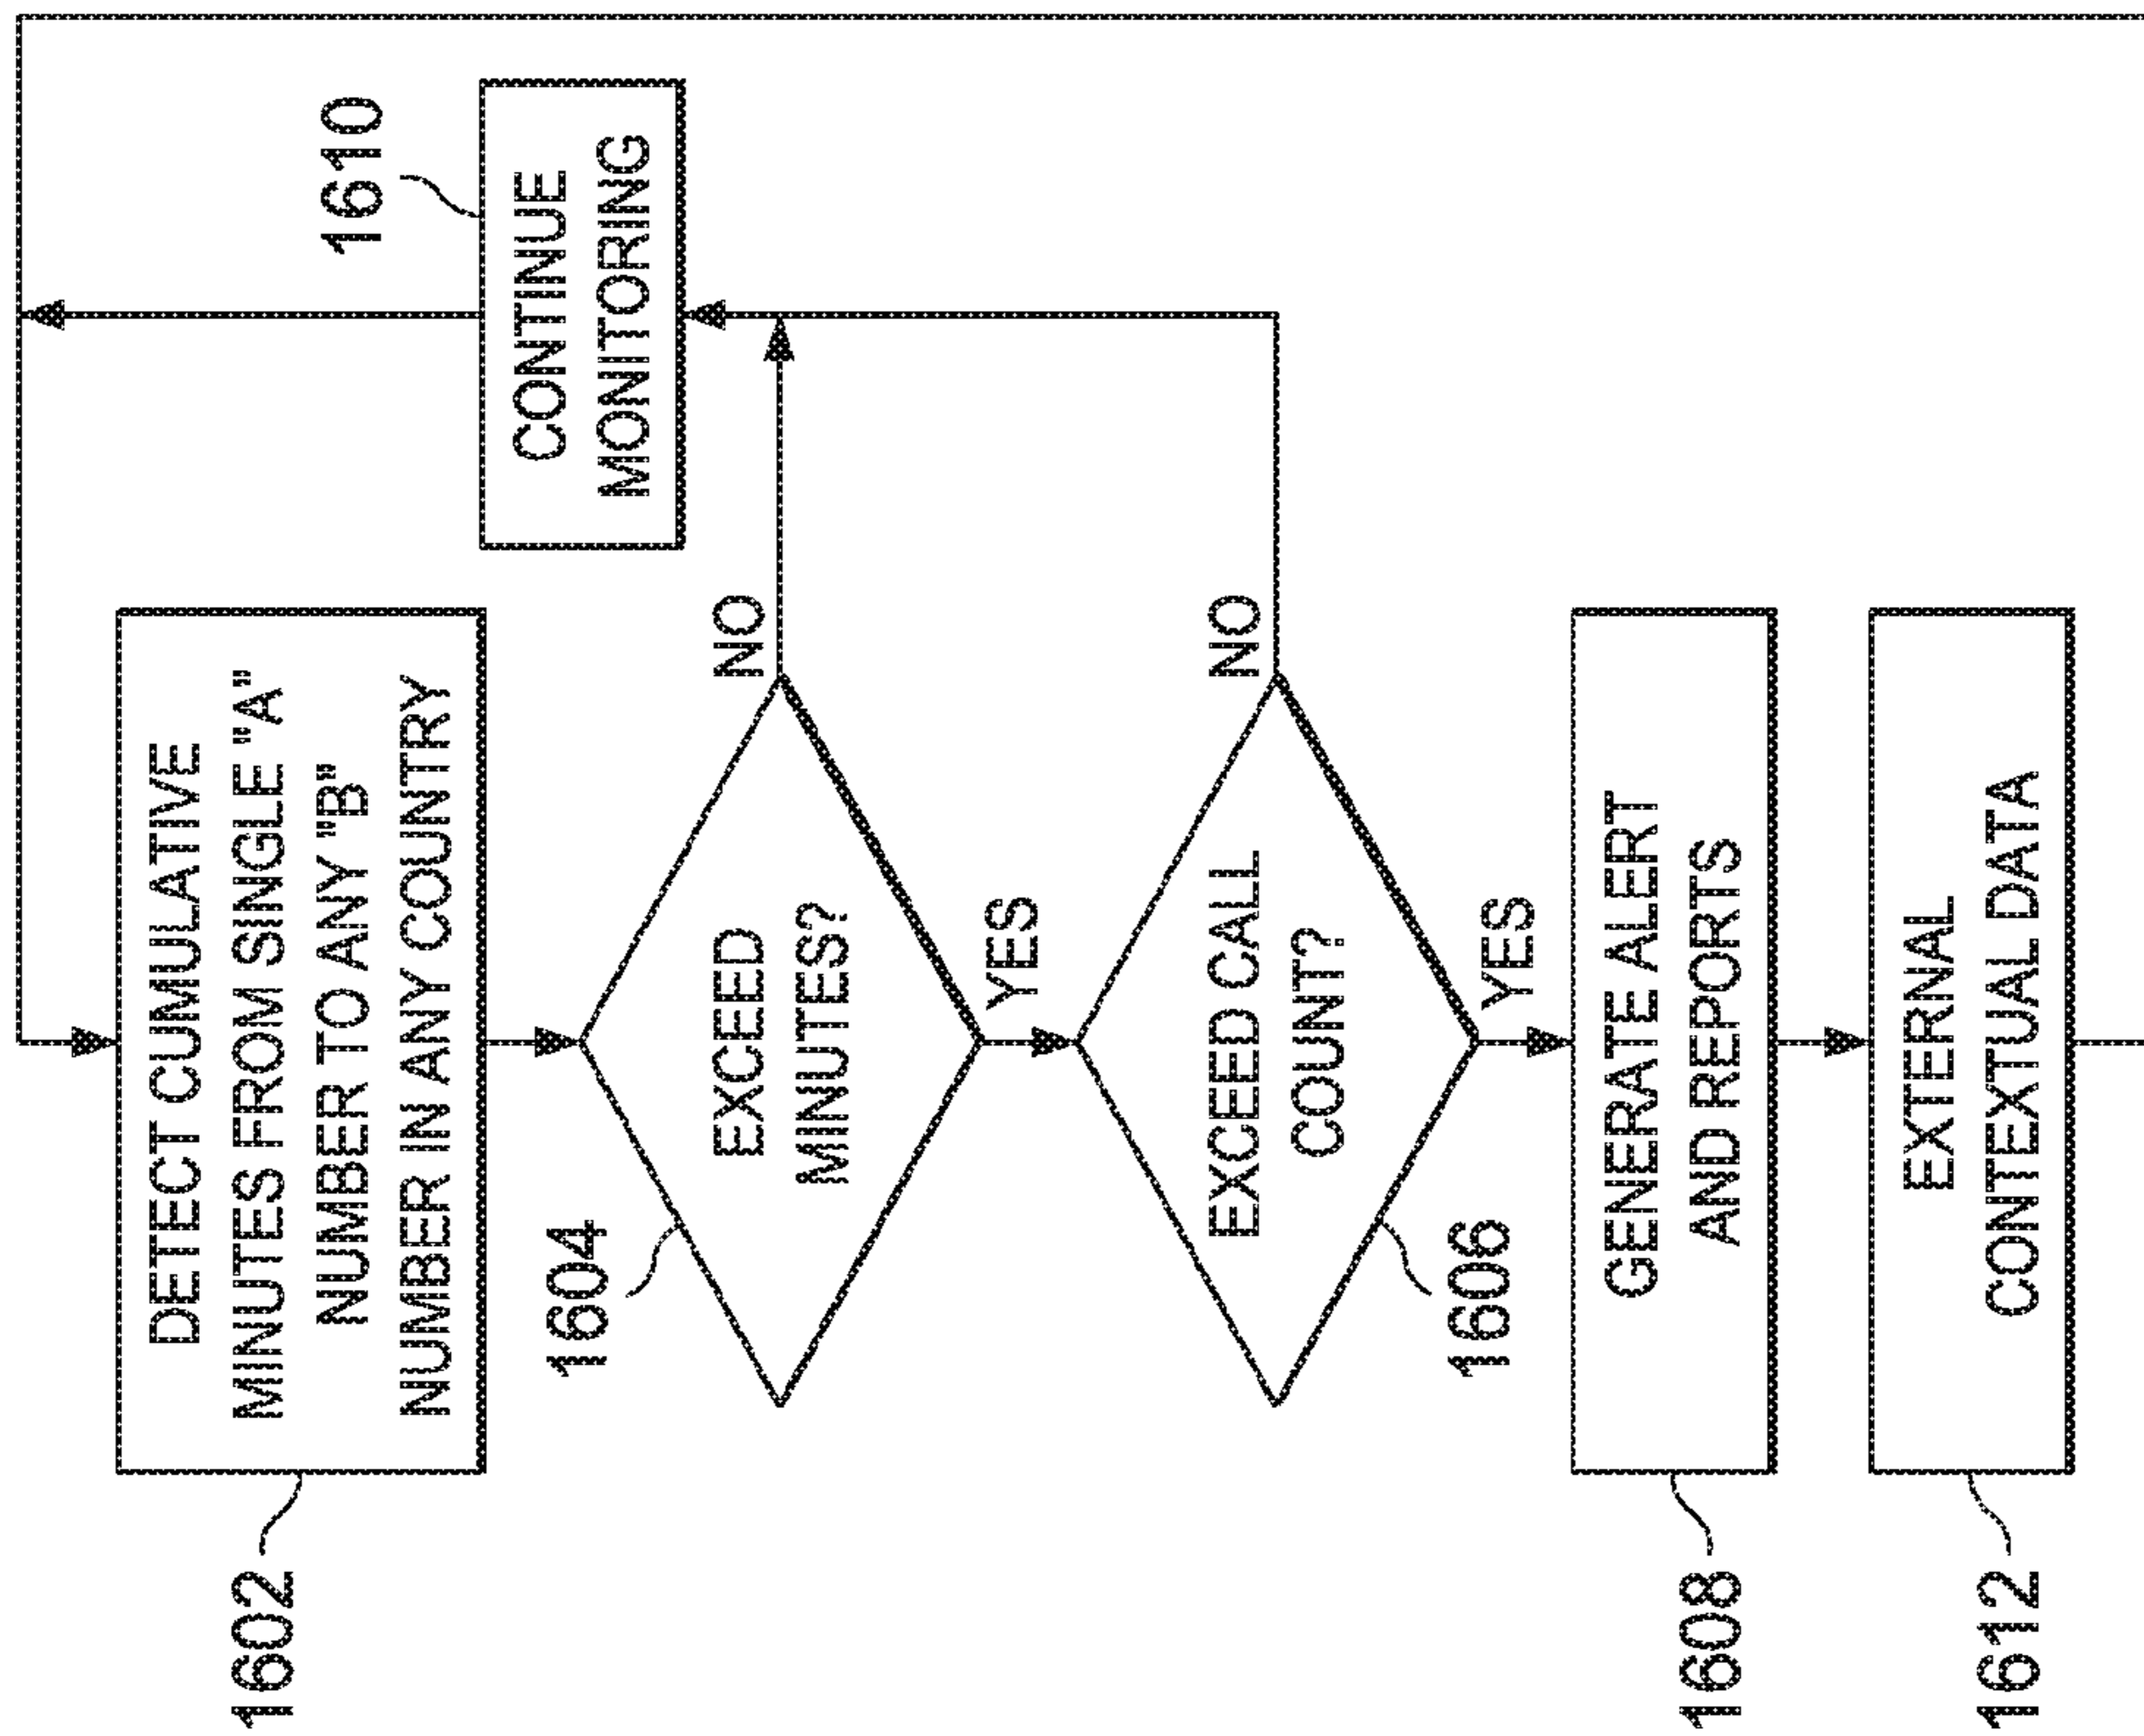 1602
DETECT CUMULATIVE
MINUTES FROM SINGLE "A"
NUMBER TO ANY "B"
NUMBER IN ANY COUNTRY
1604
EXCEED
MINUTES?
NO
YES
1610
CONTINUE
MONITORING
1606
EXCEED CALL
COUNT?
NO
YES
1608
GENERATE ALERT
AND REPORTS
1612
EXTERNAL
CONTEXTUAL DATA